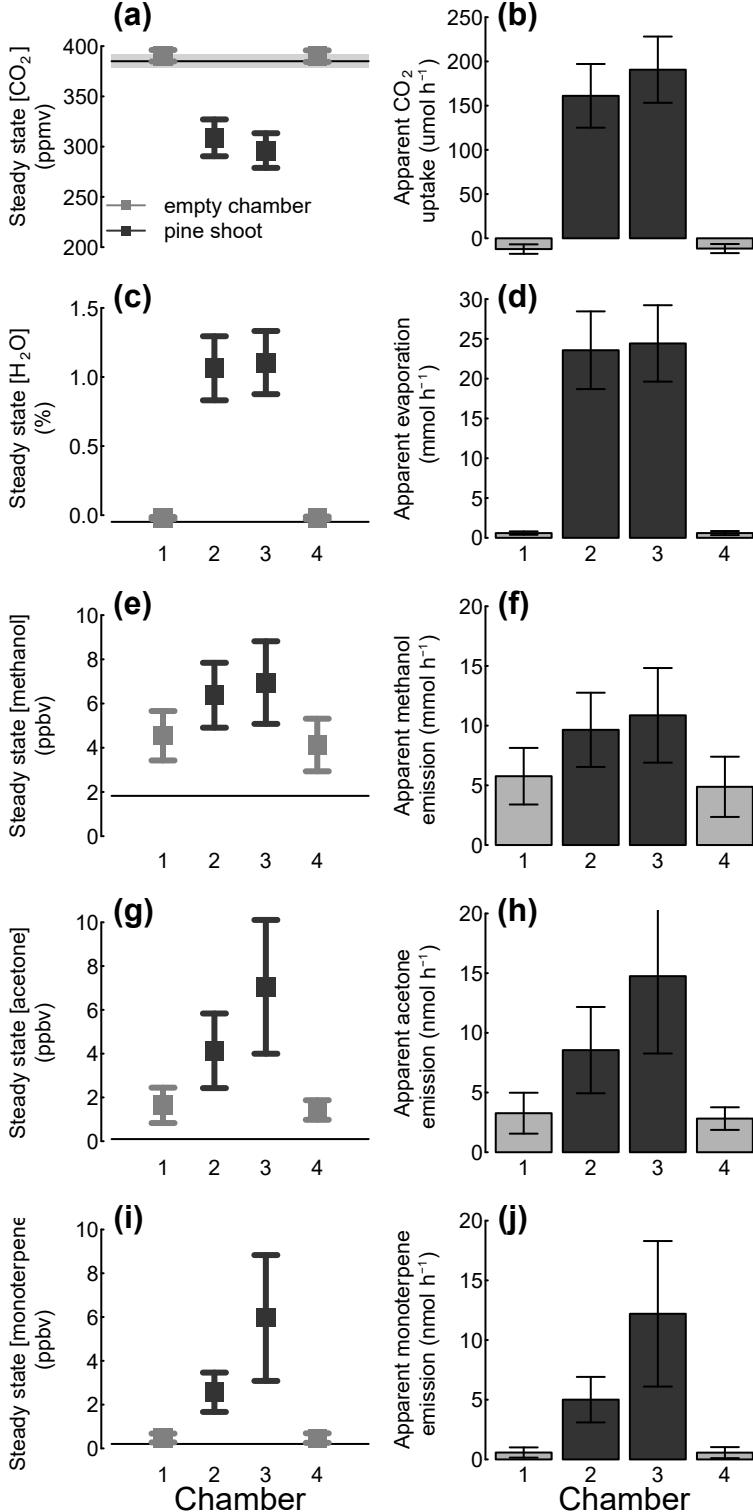 (a)
Steady state [CO₂]
(ppmv)
400
350
300
250
200
empty chamber
pine shoot
(b)
Apparent CO₂
uptake (umol h⁻¹)
250
200
150
100
50
0
(c)
Steady state [H₂O]
(%)
1.5
1.0
0.5
0.0
1 2 3 4
(d)
Apparent evaporation
(mmol h⁻¹)
30
25
20
15
10
5
0
1 2 3 4
(e)
Steady state [methanol]
(ppbv)
10
8
6
4
2
0
1 2 3 4
(f)
Apparent methanol
emission (mmol h⁻¹)
20
15
10
5
0
1 2 3 4
(g)
Steady state [acetone]
(ppbv)
10
8
6
4
2
0
1 2 3 4
(h)
Apparent acetone
emission (nmol h⁻¹)
20
15
10
5
0
1 2 3 4
(i)
Steady state [monoterpene
(ppbv)
10
8
6
4
2
0
1 2 3 4
Chamber
(j)
Apparent monoterpene
emission (nmol h⁻¹)
20
15
10
5
0
1 2 3 4
Chamber